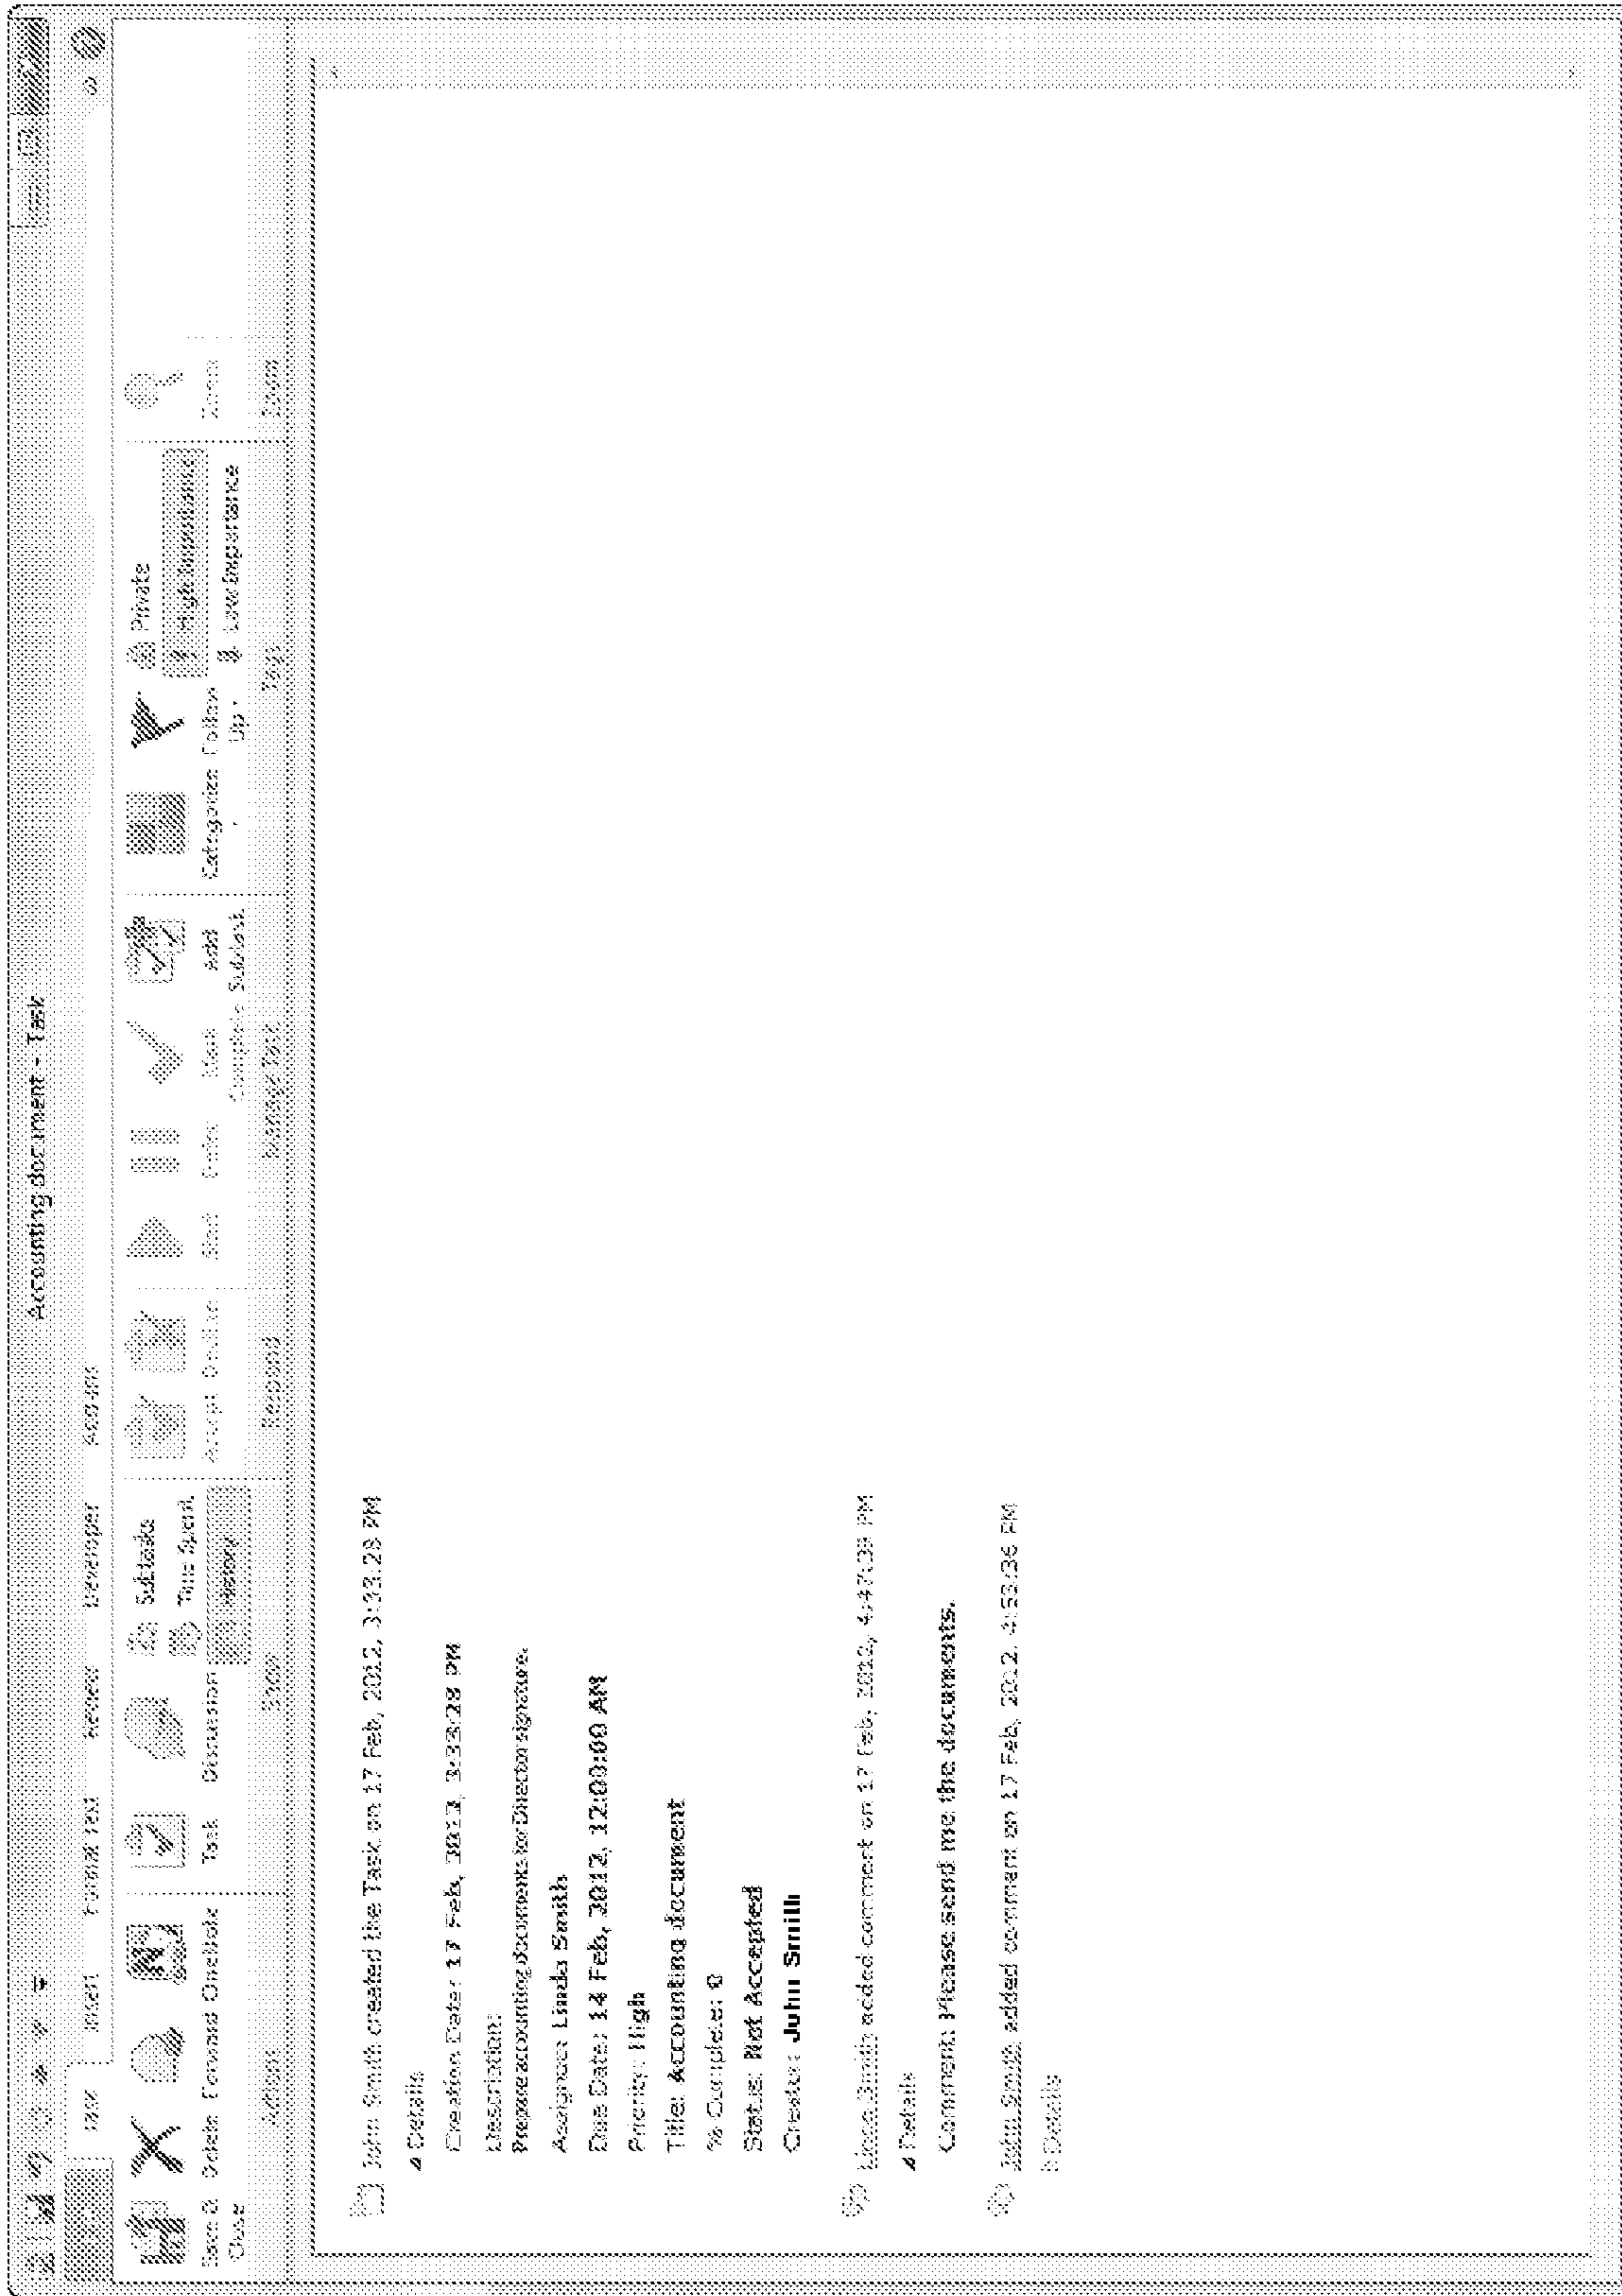 Accounting document - Task
Task Insert Format Text Review Developer Add-Ins
Save & Close
Delete
Forward
OneNote
Actions
Task
Discussion
Subtasks
Time Spent
History
Show
Accept
Decline
Respond
Start
Defer
Mark Complete
Add Subtask
Manage Task
Categorize
Follow Up
Private
High Importance
Low Importance
Tags
Zoom
Zoom
John Smith created the Task on 17 Feb, 2012, 3:33:28 PM
Details
Creation Date: 17 Feb, 2012, 3:33:28 PM
Description:
Prepare accounting documents for Director signature.
Assignee: Linda Smith
Due Date: 14 Feb, 2012, 12:00:00 AM
Priority: High
Title: Accounting document
% Complete: 0
Status: Not Accepted
Creator: John Smith
Linda Smith added comment on 17 Feb, 2012, 4:47:39 PM
Details
Comment: Please send me the documents.
John Smith added comment on 17 Feb, 2012, 4:53:36 PM
Details